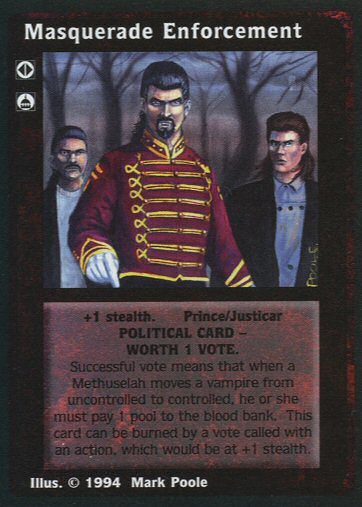 Masquerade Enforcement
POOLE
+1 stealth. Prince/Justicar
POLITICAL CARD –
WORTH 1 VOTE.
Successful vote means that when a
Methuselah moves a vampire from
uncontrolled to controlled, he or she
must pay 1 pool to the blood bank. This
card can be burned by a vote called with
an action, which would be at +1 stealth.
Illus. © 1994 Mark Poole